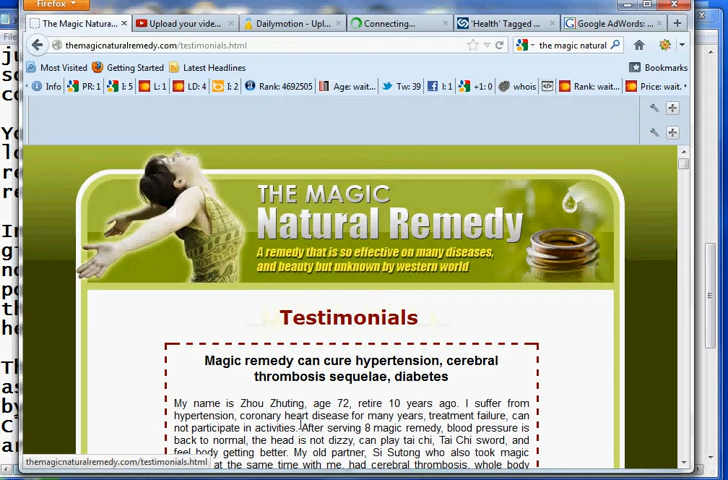 Firefox
The Magic Natura...
Upload your vide...
Dailymotion - Upl...
Connecting...
'Health' Tagged ...
Google AdWords: ...
File
themagicnaturalremedy.com/testimonials.html
the magic natural
Most Visited
Getting Started
Latest Headlines
Bookmarks
Info
PR: 1
I: 5
L: 1
LD: 4
I: 2
Rank: 4692505
Age: wait...
Tw: 39
I: 1
+1: 0
whois
Rank: wait.
Price: wait.
THE MAGIC
Natural Remedy
A remedy that is so effective on many diseases,
and beauty but unknown by western world
Testimonials
Magic remedy can cure hypertension, cerebral
thrombosis sequelae, diabetes
My name is Zhou Zhuting, age 72, retire 10 years ago. I suffer from
hypertension, coronary heart disease for many years, treatment failure, can
not participate in activities. After serving 8 magic remedy, blood pressure is
back to normal, the head is not dizzy, can play tai chi, Tai Chi sword, and
feel body getting better. My old partner, Si Sutong who also took magic
at the same time with me, had cerebral thrombosis, whole body
themagicnaturalremedy.com/testimonials.html